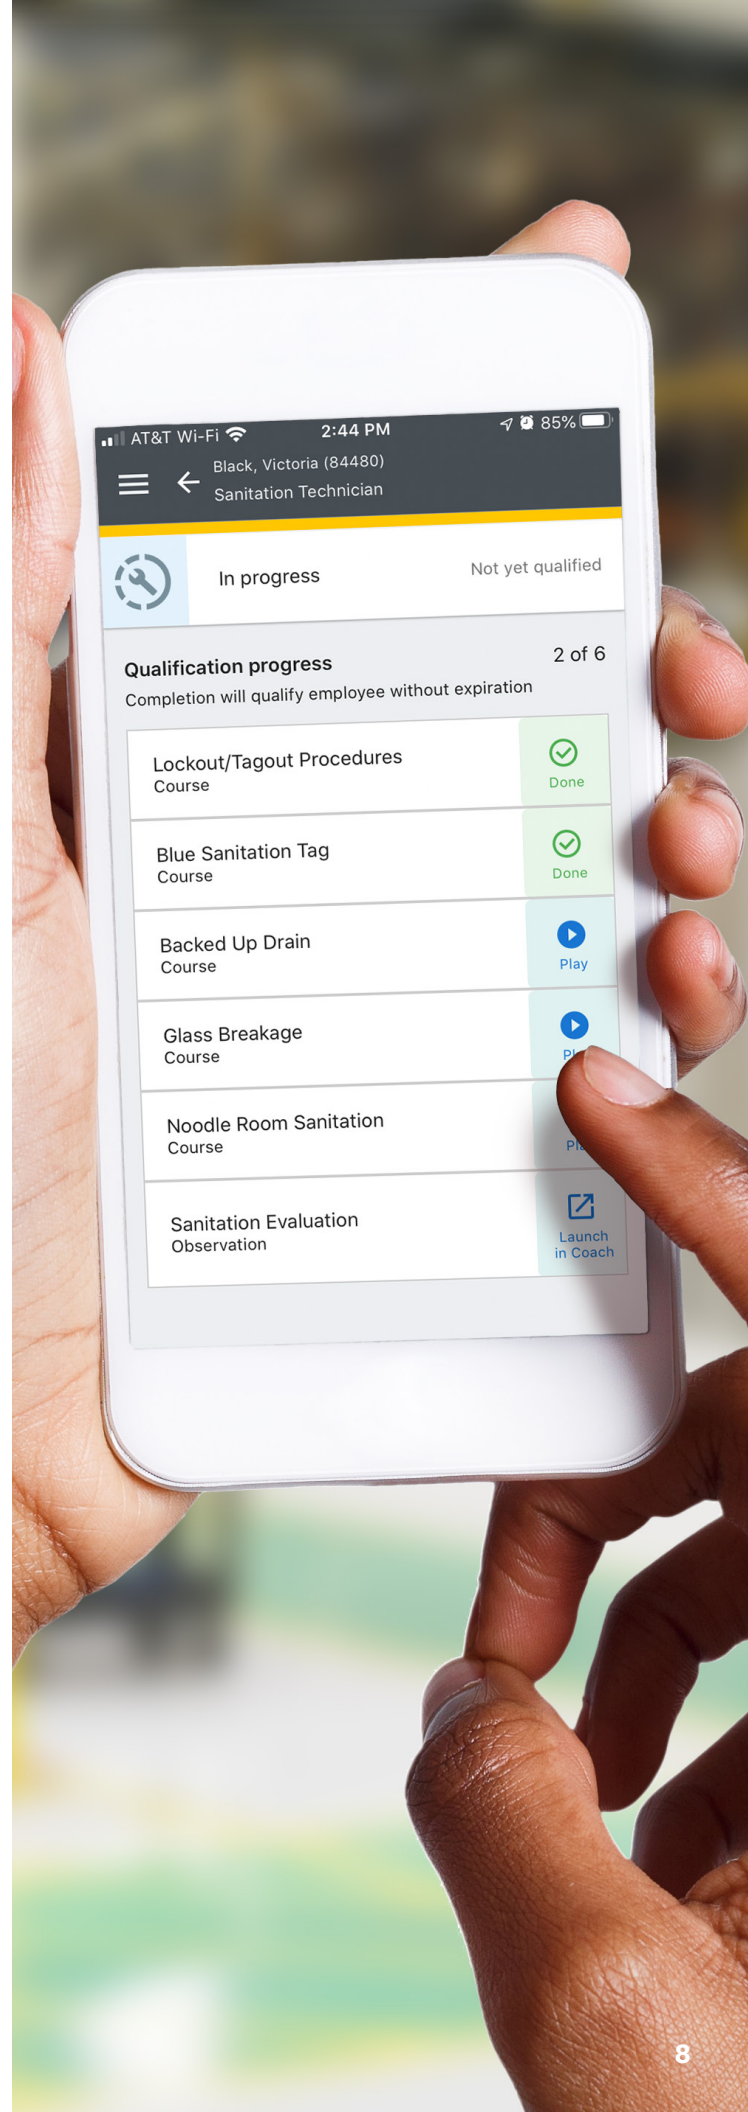 AT&T Wi-Fi 2:44 PM 85%
Black, Victoria (84480)
Sanitation Technician
In progress Not yet qualified
Qualification progress 2 of 6
Completion will qualify employee without expiration
Lockout/Tagout Procedures
Course
Done
Blue Sanitation Tag
Course
Done
Backed Up Drain
Course
Play
Glass Breakage
Course
Noodle Room Sanitation
Course
Sanitation Evaluation
Observation
Launch
in Coach
8